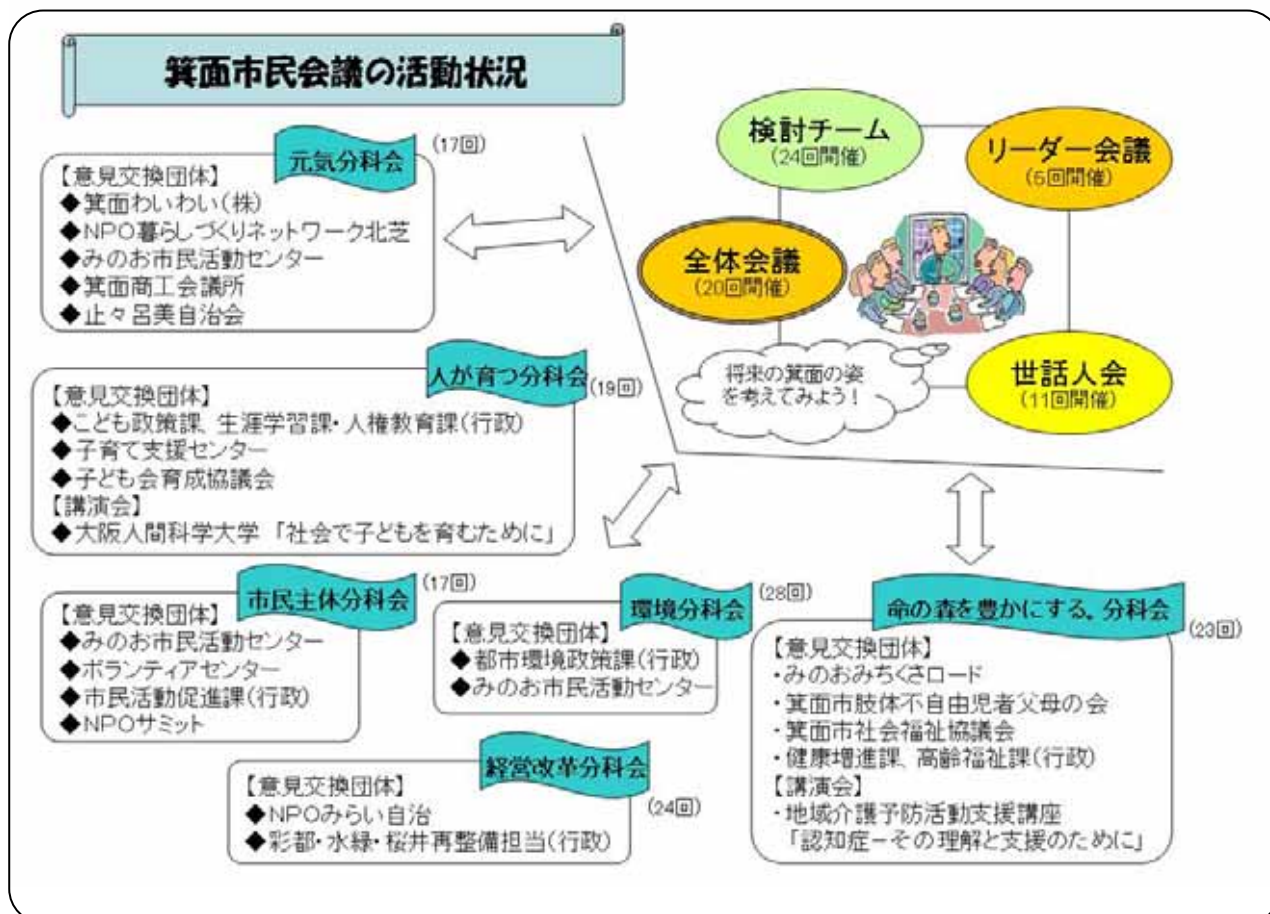 箕面市民会議の活動状況
元気分科会
(17回)
【意見交換団体】
◆箕面わいわい(株)
◆NPO暮らしづくりネットワーク北芝
◆みのお市民活動センター
◆箕面商工会議所
◆止々呂美自治会
検討チーム
(24回開催)
リーダー会議
(5回開催)
全体会議
(20回開催)
世話人会
(11回開催)
将来の箕面の姿
を考えてみよう!
人が育つ分科会
(19回)
【意見交換団体】
◆こども政策課、生涯学習課・人権教育課(行政)
◆子育て支援センター
◆子ども会育成協議会
【講演会】
◆大阪人間科学大学 「社会で子どもを育むために」
市民主体分科会
(17回)
【意見交換団体】
◆みのお市民活動センター
◆ボランティアセンター
◆市民活動促進課(行政)
◆NPOサミット
環境分科会
(28回)
【意見交換団体】
◆都市環境政策課(行政)
◆みのお市民活動センター
命の森を豊かにする。分科会
(23回)
【意見交換団体】
・みのおみちくさロード
・箕面市肢体不自由児者父母の会
・箕面市社会福祉協議会
・健康増進課、高齢福祉課(行政)
【講演会】
・地域介護予防活動支援講座
「認知症-その理解と支援のために」
経営改革分科会
(24回)
【意見交換団体】
◆NPOみらい自治
◆彩都・水緑・桜井再整備担当(行政)